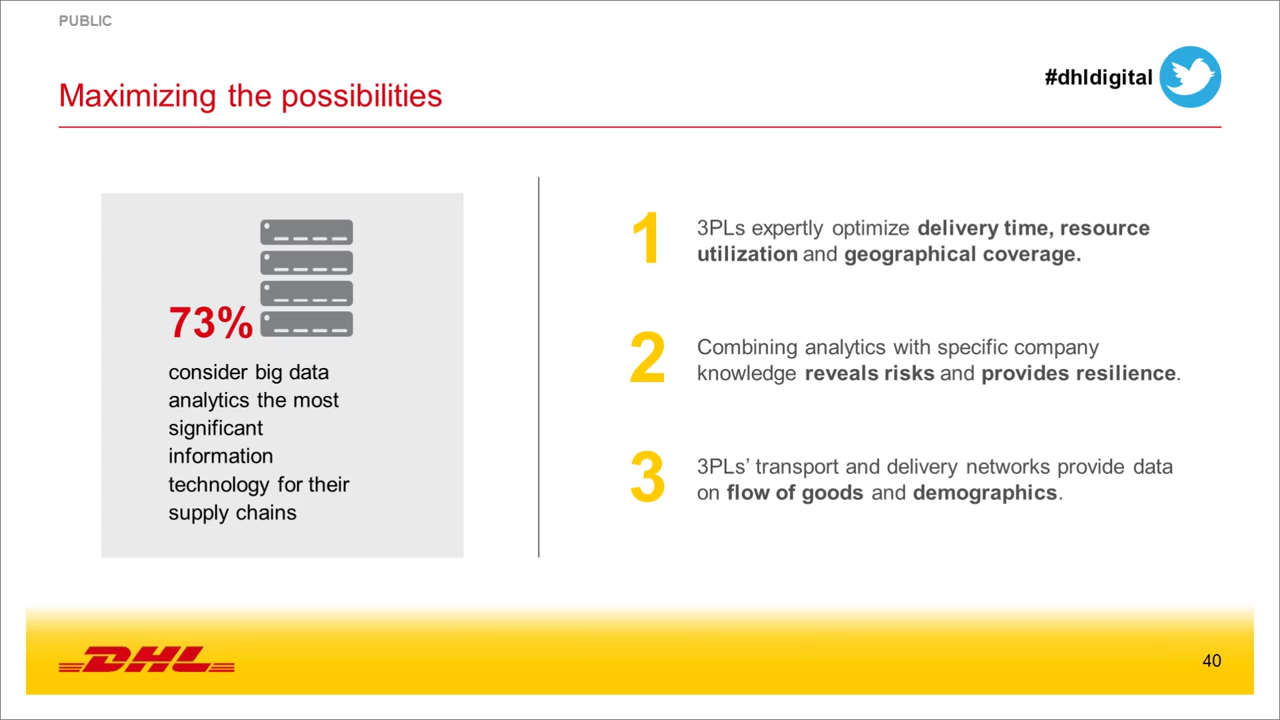 PUBLIC
#dhldigital
Maximizing the possibilities
73%
consider big data
analytics the most
significant
information
technology for their
supply chains
1
3PLs expertly optimize delivery time, resource
utilization and geographical coverage.
2
Combining analytics with specific company
knowledge reveals risks and provides resilience.
3
3PLs’ transport and delivery networks provide data
on flow of goods and demographics.
DHL
40